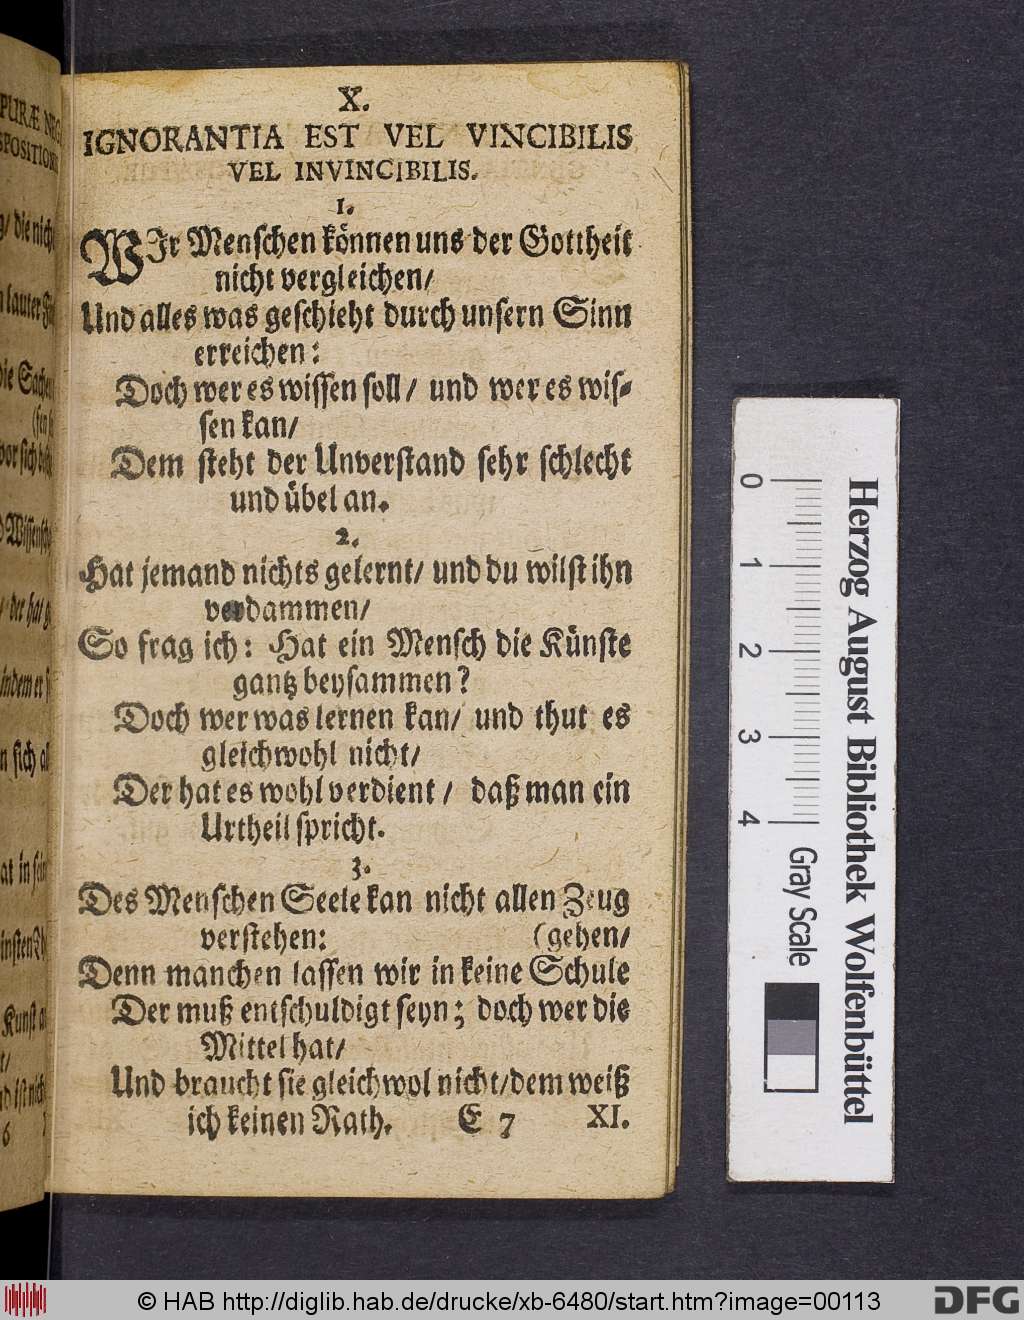 PURÆ
X.
IGNORANTIA EST VEL VINCIBILIS
VEL INVINCIBILIS.
1.
WIr Menschen können uns der Gottheit
nicht vergleichen/
Und alles was geschieht durch unsern Sinn
erreichen:
Doch wer es wissen soll/ und wer es wis-
sen kan/
Dem steht der Unverstand sehr schlecht
und übel an.
2.
Hat jemand nichts gelernt/ und du wilst ihn
verdammen/
So frag ich: Hat ein Mensch die Künste
gantz beysammen?
Doch wer was lernen kan/ und thut es
gleichwohl nicht/
Der hat es wohl verdient/ daß man ein
Urtheil spricht.
3.
Des Menschen Seele kan nicht allen Zeug
verstehen: (gehen/
Denn manchen lassen wir in keine Schule
Der muß entschuldigt seyn; doch wer die
Mittel hat/
Und braucht sie gleichwol nicht/dem weiß
ich keinen Rath. E 7 XI.
0 1 2 3 4
Gray Scale
Herzog August Bibliothek Wolfenbüttel
© HAB http://diglib.hab.de/drucke/xb-6480/start.htm?image=00113
DFG